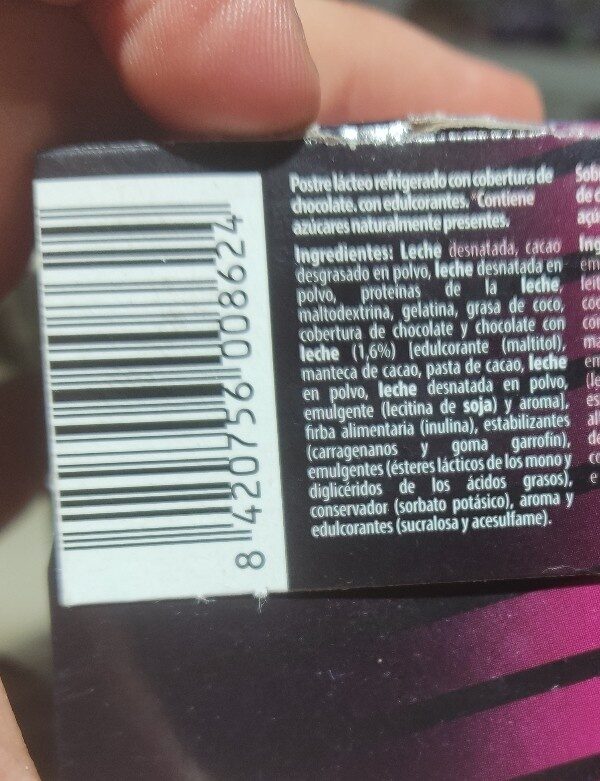 Postre lácteo refrigerado con cobertura de
chocolate. con edulcorantes. *Contiene
azúcares naturalmente presentes.
Ingredientes: Leche desnatada, cacao
desgrasado en polvo, leche desnatada en
polvo, proteínas de la leche,
maltodextrina, gelatina, grasa de coco,
cobertura de chocolate y chocolate con
leche (1,6%) [edulcorante (maltitol),
manteca de cacao, pasta de cacao, leche
en polvo, leche desnatada en polvo,
emulgente (lecitina de soja) y aroma],
firba alimentaria (inulina), estabilizantes
(carragenanos y goma garrofín),
emulgentes (ésteres lácticos de los mono y
diglicéridos de los ácidos grasos),
conservador (sorbato potásico), aroma y
edulcorantes (sucralosa y acesulfame).
8 420756 008624